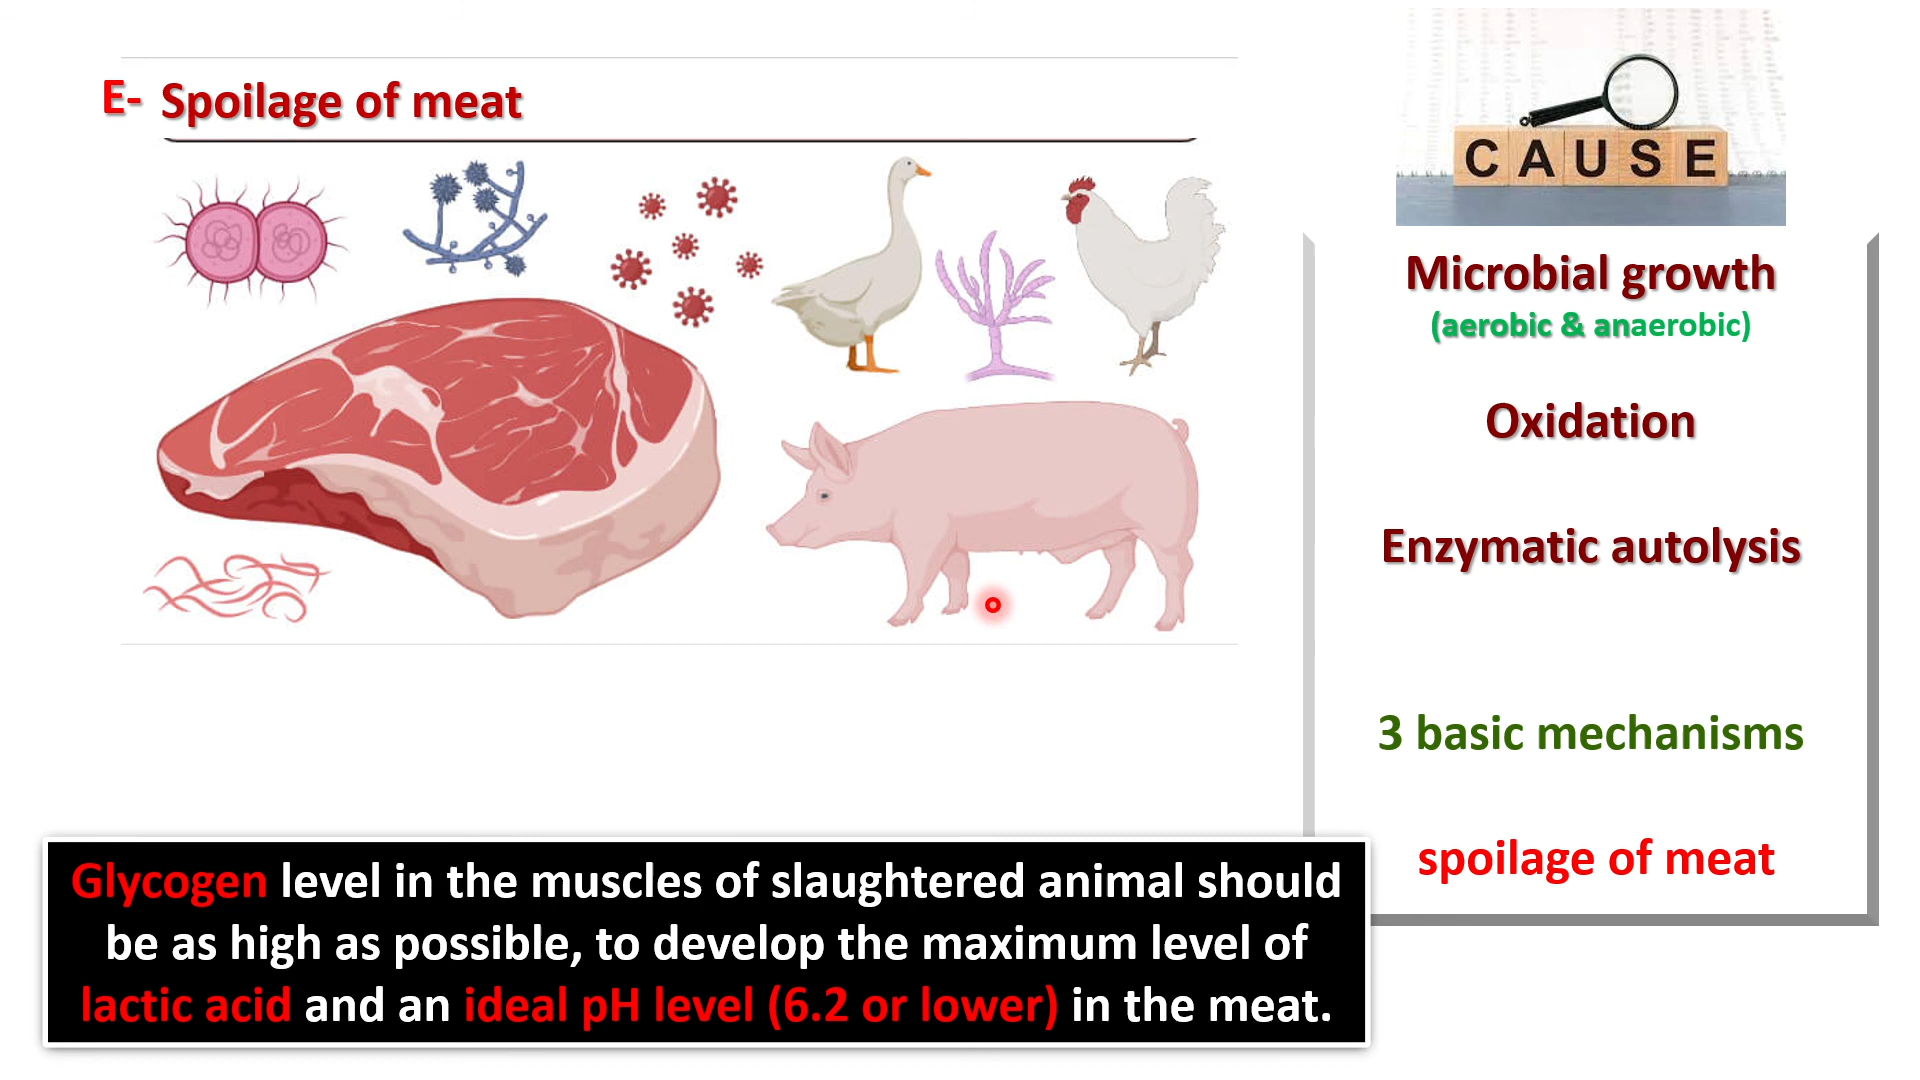 E- Spoilage of meat
CAUSE
Microbial growth
(aerobic & anaerobic)
Oxidation
Enzymatic autolysis
3 basic mechanisms
spoilage of meat
Glycogen level in the muscles of slaughtered animal should
be as high as possible, to develop the maximum level of
lactic acid and an ideal pH level (6.2 or lower) in the meat.